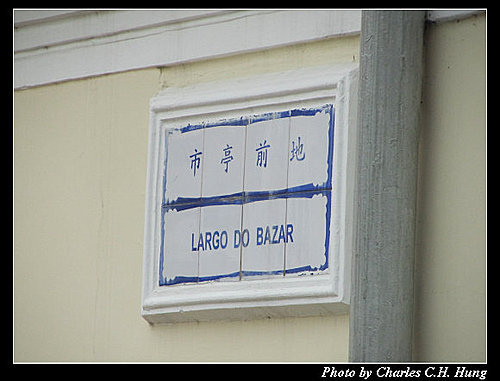 市亭前地
LARGO DO BAZAR
Photo by Charles C.H. Hung